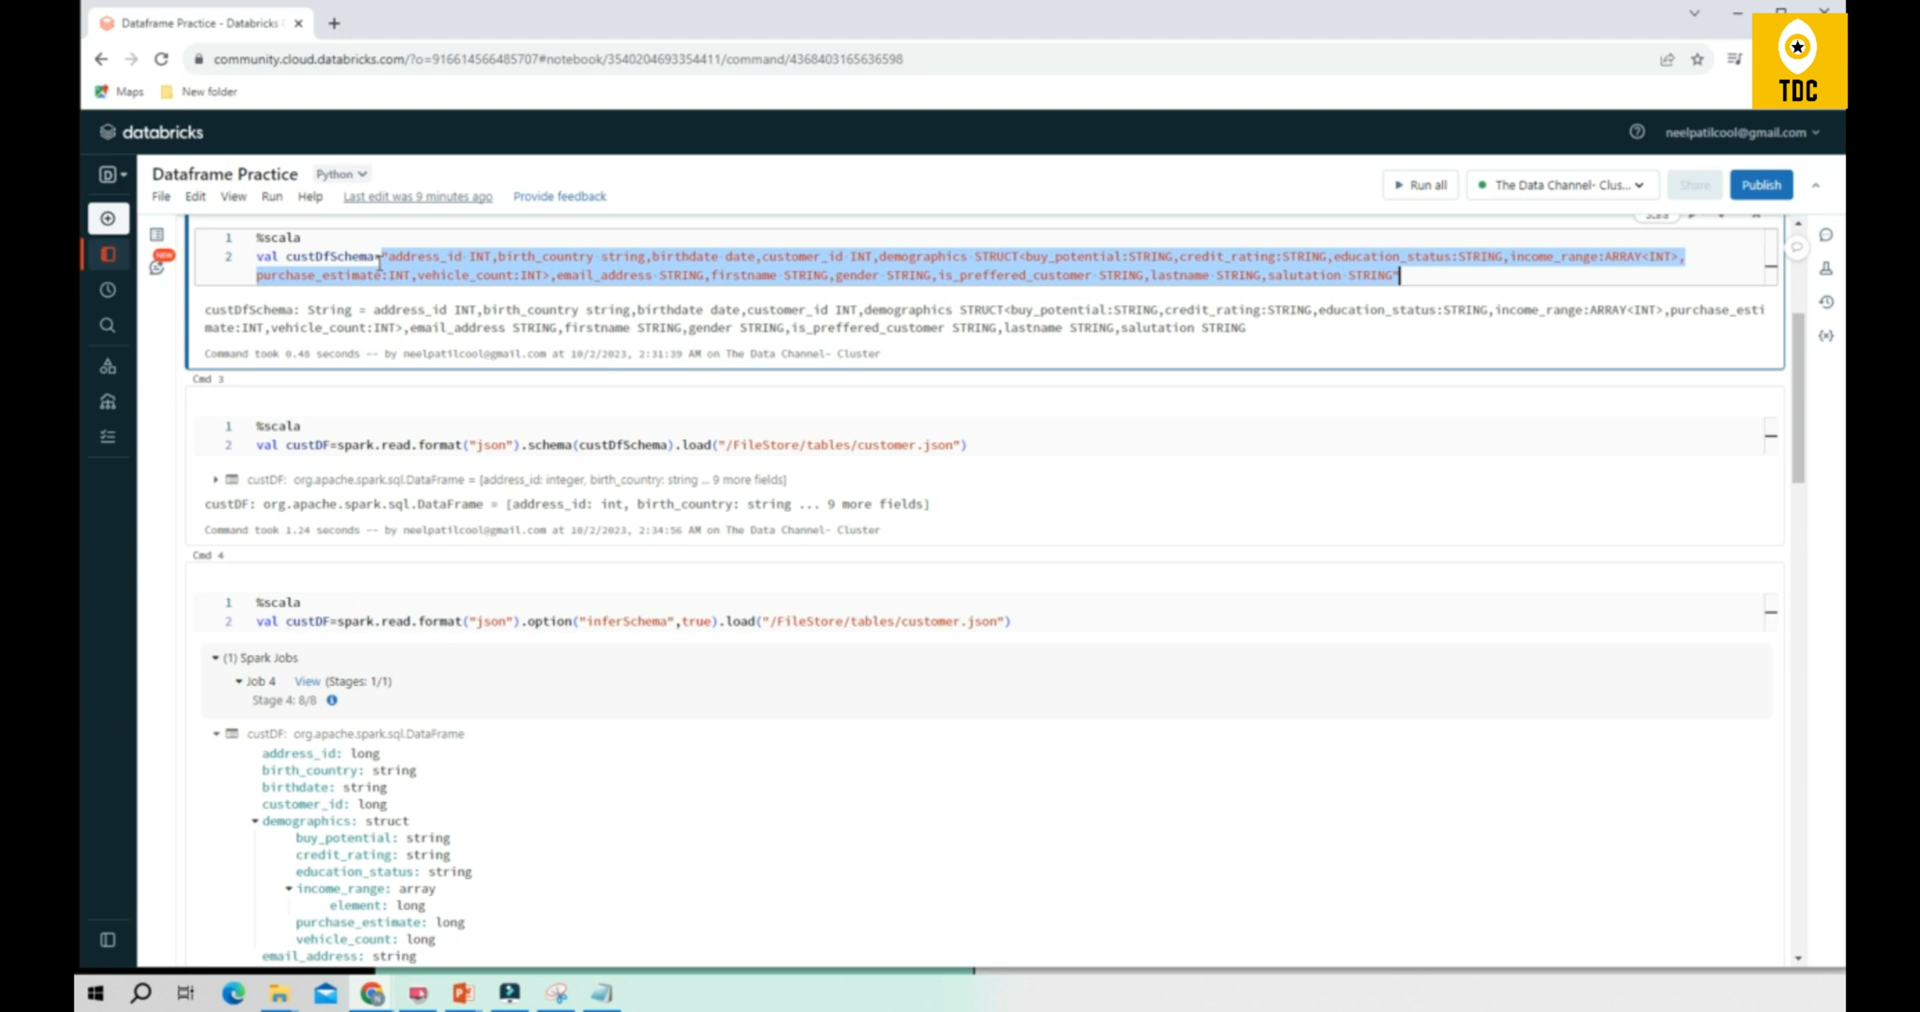 Dataframe Practice - Databricks
community.cloud.databricks.com/?o=916614566485707#notebook/3540204693354411/command/4368403165636598
TDC
Maps New folder
databricks
neelpatilcool@gmail.com
Dataframe Practice Python
File Edit View Run Help Last edit was 9 minutes ago Provide feedback
Run all The Data Channel- Clus... Share Publish
NEW
1 %scala
2 val custDfSchema="address_id INT,birth_country string,birthdate date,customer_id INT,demographics STRUCT<buy_potential:STRING,credit_rating:STRING,education_status:STRING,income_range:ARRAY<INT>,
purchase_estimate:INT,vehicle_count:INT>,email_address STRING,firstname STRING,gender STRING,is_preffered_customer STRING,lastname STRING,salutation STRING"
custDfSchema: String = address_id INT,birth_country string,birthdate date,customer_id INT,demographics STRUCT<buy_potential:STRING,credit_rating:STRING,education_status:STRING,income_range:ARRAY<INT>,purchase_esti
mate:INT,vehicle_count:INT>,email_address STRING,firstname STRING,gender STRING,is_preffered_customer STRING,lastname STRING,salutation STRING
Command took 0.48 seconds -- by neelpatilcool@gmail.com at 10/2/2023, 2:31:39 AM on The Data Channel- Cluster
Cmd 3
1 %scala
2 val custDF=spark.read.format("json").schema(custDfSchema).load("/FileStore/tables/customer.json")
custDF: org.apache.spark.sql.DataFrame = [address_id: integer, birth_country: string ... 9 more fields]
custDF: org.apache.spark.sql.DataFrame = [address_id: int, birth_country: string ... 9 more fields]
Command took 1.24 seconds -- by neelpatilcool@gmail.com at 10/2/2023, 2:34:56 AM on The Data Channel- Cluster
Cmd 4
1 %scala
2 val custDF=spark.read.format("json").option("inferSchema",true).load("/FileStore/tables/customer.json")
(1) Spark Jobs
Job 4 View (Stages: 1/1)
Stage 4: 8/8
custDF: org.apache.spark.sql.DataFrame
address_id: long
birth_country: string
birthdate: string
customer_id: long
demographics: struct
buy_potential: string
credit_rating: string
education_status: string
income_range: array
element: long
purchase_estimate: long
vehicle_count: long
email_address: string